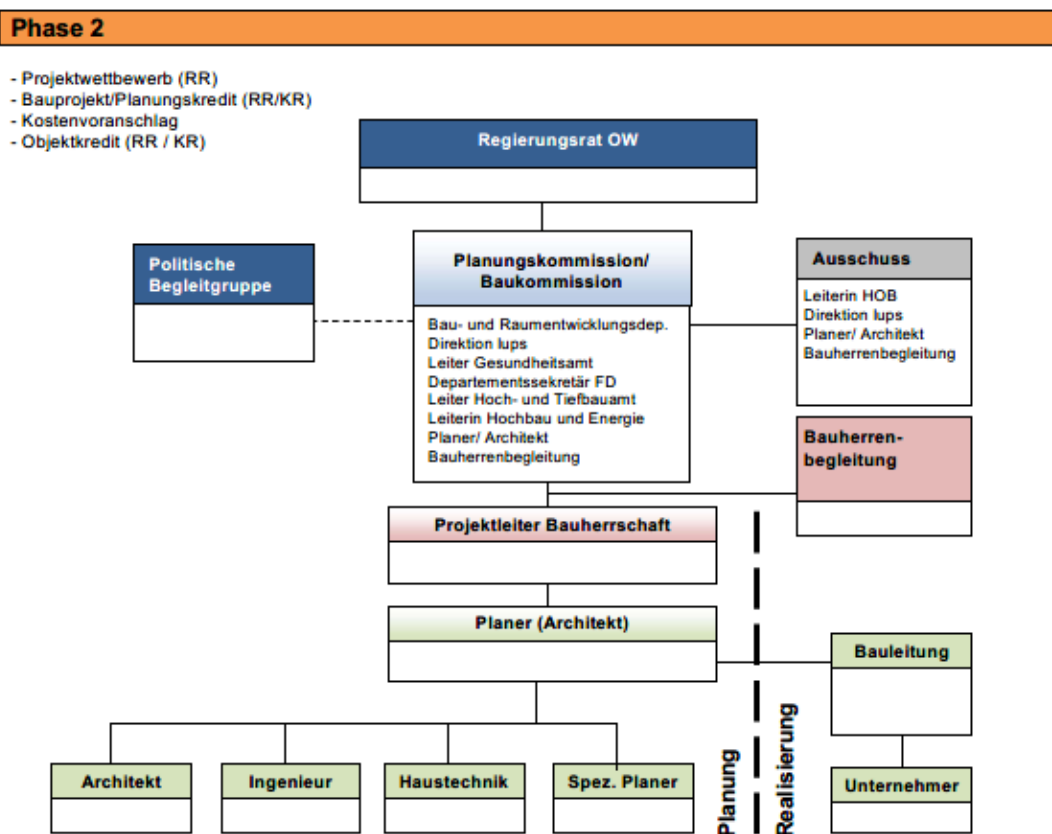 Phase 2
- Projektwettbewerb (RR)
- Bauprojekt/Planungskredit (RR/KR)
- Kostenvoranschlag
- Objektkredit (RR / KR)
Regierungsrat OW
Politische
Begleitgruppe
Planungskommission/
Baukommission
Bau- und Raumentwicklungsdep.
Direktion lups
Leiter Gesundheitsamt
Departementssekretär FD
Leiter Hoch- und Tiefbauamt
Leiterin Hochbau und Energie
Planer/ Architekt
Bauherrenbegleitung
Ausschuss
Leiterin HOB
Direktion lups
Planer/ Architekt
Bauherrenbegleitung
Bauherren-
begleitung
Projektleiter Bauherrschaft
Planer (Architekt)
Bauleitung
Architekt
Ingenieur
Haustechnik
Spez. Planer
Planung
Realisierung
Unternehmer